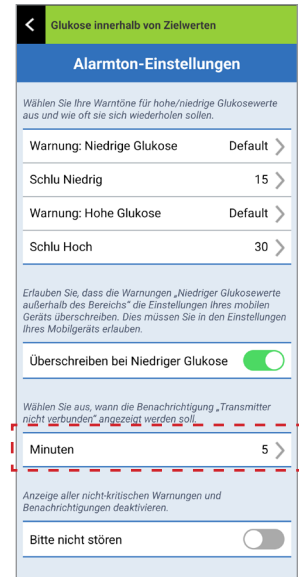 Glukose innerhalb von Zielwerten
Alarmton-Einstellungen
Wählen Sie Ihre Warntöne für hohe/niedrige Glukosewerte
aus und wie oft sie sich wiederholen sollen.
Warnung: Niedrige Glukose Default
Schlu Niedrig 15
Warnung: Hohe Glukose Default
Schlu Hoch 30
Erlauben Sie, dass die Warnungen „Niedriger Glukosewerte
außerhalb des Bereichs“ die Einstellungen Ihres mobilen
Geräts überschreiben. Dies müssen Sie in den Einstellungen
Ihres Mobilgeräts erlauben.
Überschreiben bei Niedriger Glukose
Wählen Sie aus, wann die Benachrichtigung „Transmitter
nicht verbunden“ angezeigt werden soll.
Minuten 5
Anzeige aller nicht-kritischen Warnungen und
Benachrichtigungen deaktivieren.
Bitte nicht stören